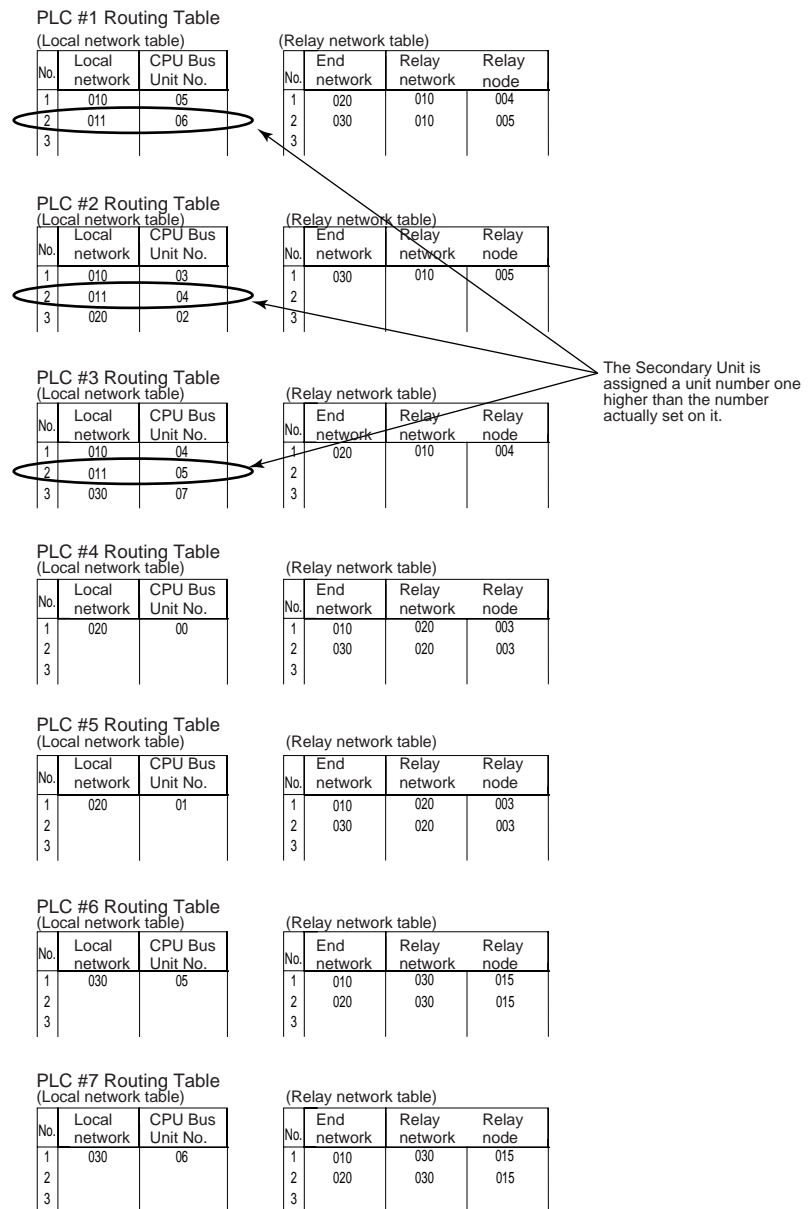 PLC #1 Routing Table
(Local network table) (Relay network table)
No. Local network CPU Bus Unit No. No. End network Relay network Relay node
1 010 05 1 020 010 004
2 011 06 2 030 010 005
3 3
PLC #2 Routing Table
(Local network table) (Relay network table)
No. Local network CPU Bus Unit No. No. End network Relay network Relay node
1 010 03 1 030 010 005
2 011 04 2
3 020 02 3
The Secondary Unit is
assigned a unit number one
higher than the number
actually set on it.
PLC #3 Routing Table
(Local network table) (Relay network table)
No. Local network CPU Bus Unit No. No. End network Relay network Relay node
1 010 04 1 020 010 004
2 011 05 2
3 030 07 3
PLC #4 Routing Table
(Local network table) (Relay network table)
No. Local network CPU Bus Unit No. No. End network Relay network Relay node
1 020 00 1 010 020 003
2 2 030 020 003
3 3
PLC #5 Routing Table
(Local network table) (Relay network table)
No. Local network CPU Bus Unit No. No. End network Relay network Relay node
1 020 01 1 010 020 003
2 2 030 020 003
3 3
PLC #6 Routing Table
(Local network table) (Relay network table)
No. Local network CPU Bus Unit No. No. End network Relay network Relay node
1 030 05 1 010 030 015
2 2 020 030 015
3 3
PLC #7 Routing Table
(Local network table) (Relay network table)
No. Local network CPU Bus Unit No. No. End network Relay network Relay node
1 030 06 1 010 030 015
2 2 020 030 015
3 3